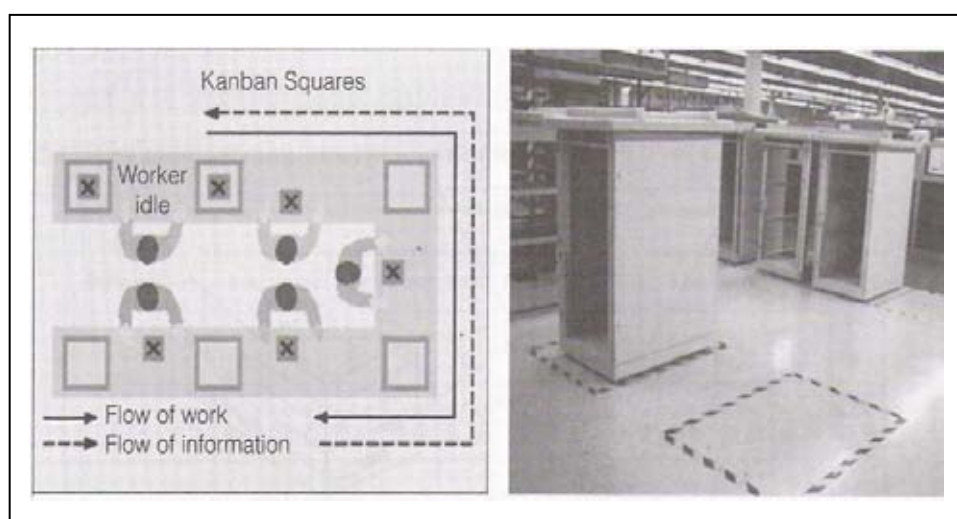 Kanban Squares
X
Worker
idle
X
X
X
X
X
Flow of work
Flow of information